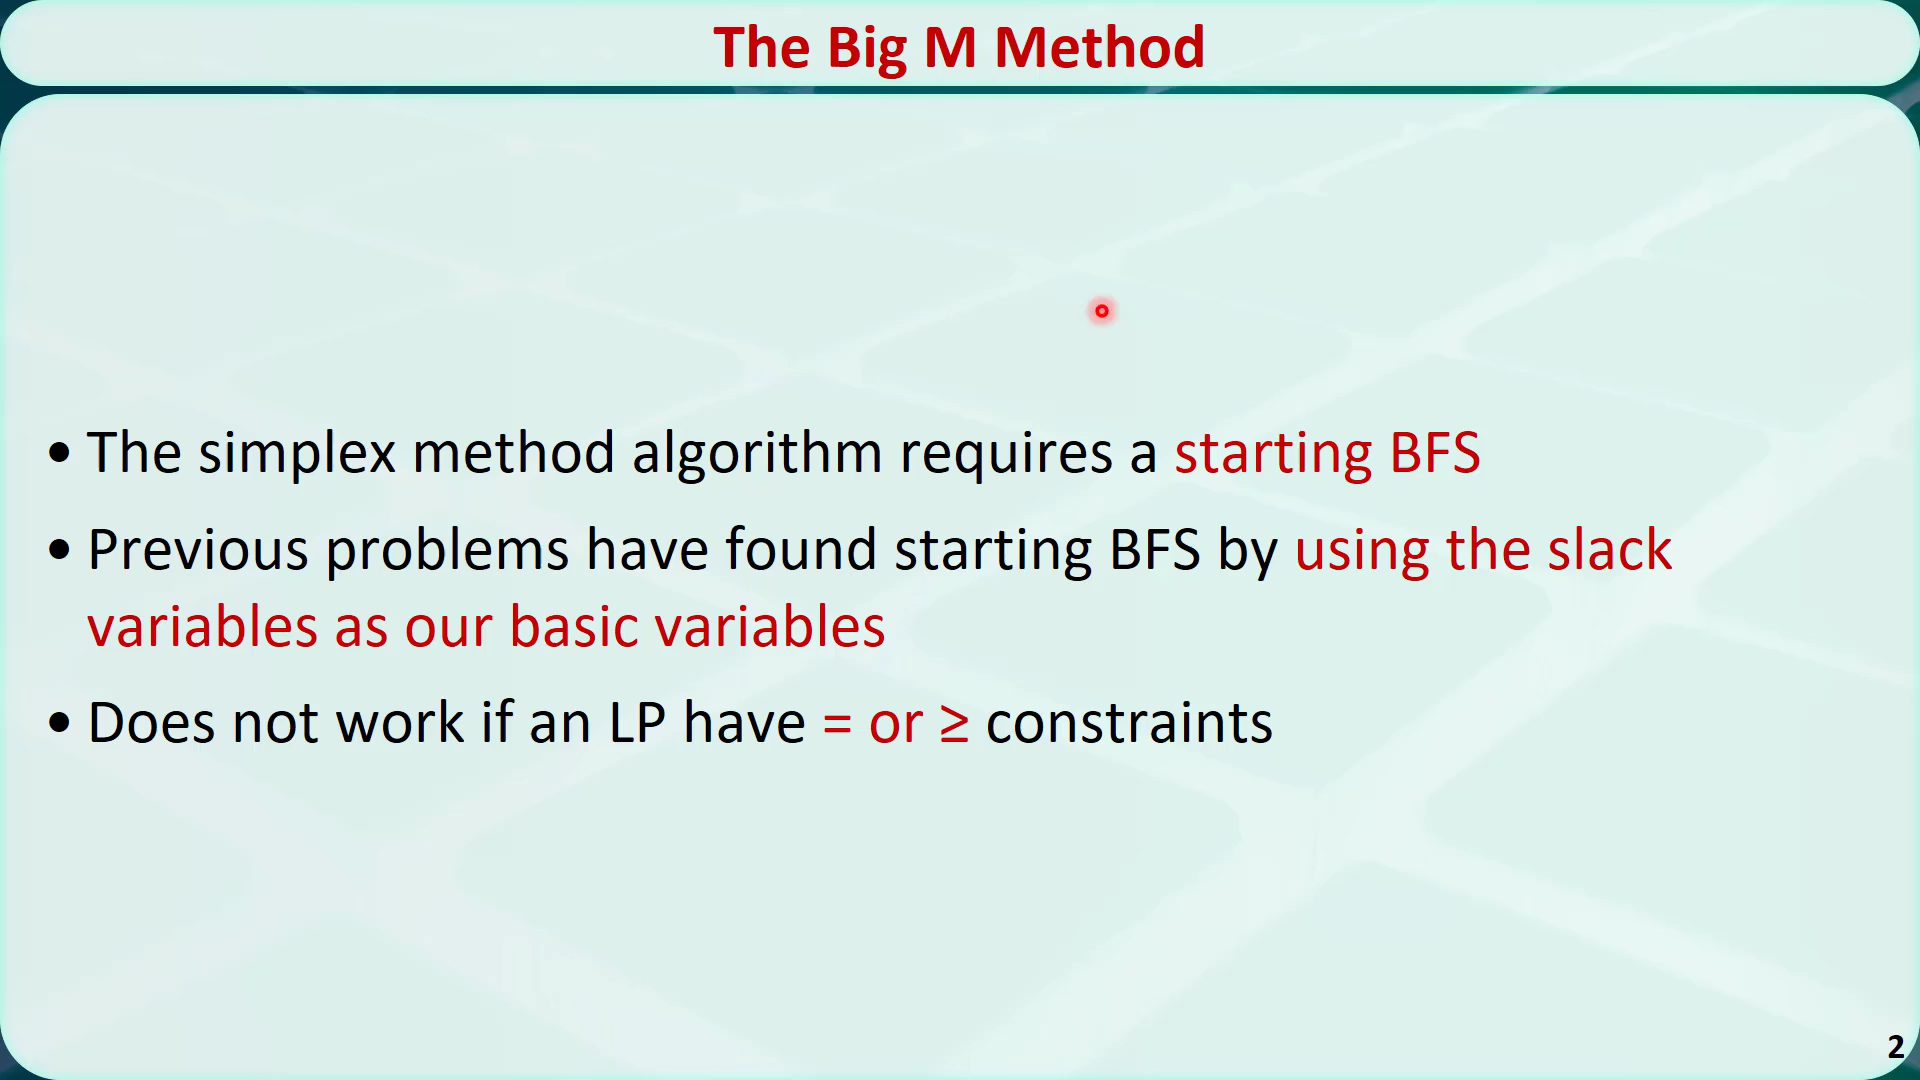 The Big M Method
• The simplex method algorithm requires a starting BFS
• Previous problems have found starting BFS by using the slack
variables as our basic variables
• Does not work if an LP have = or ≥ constraints
2